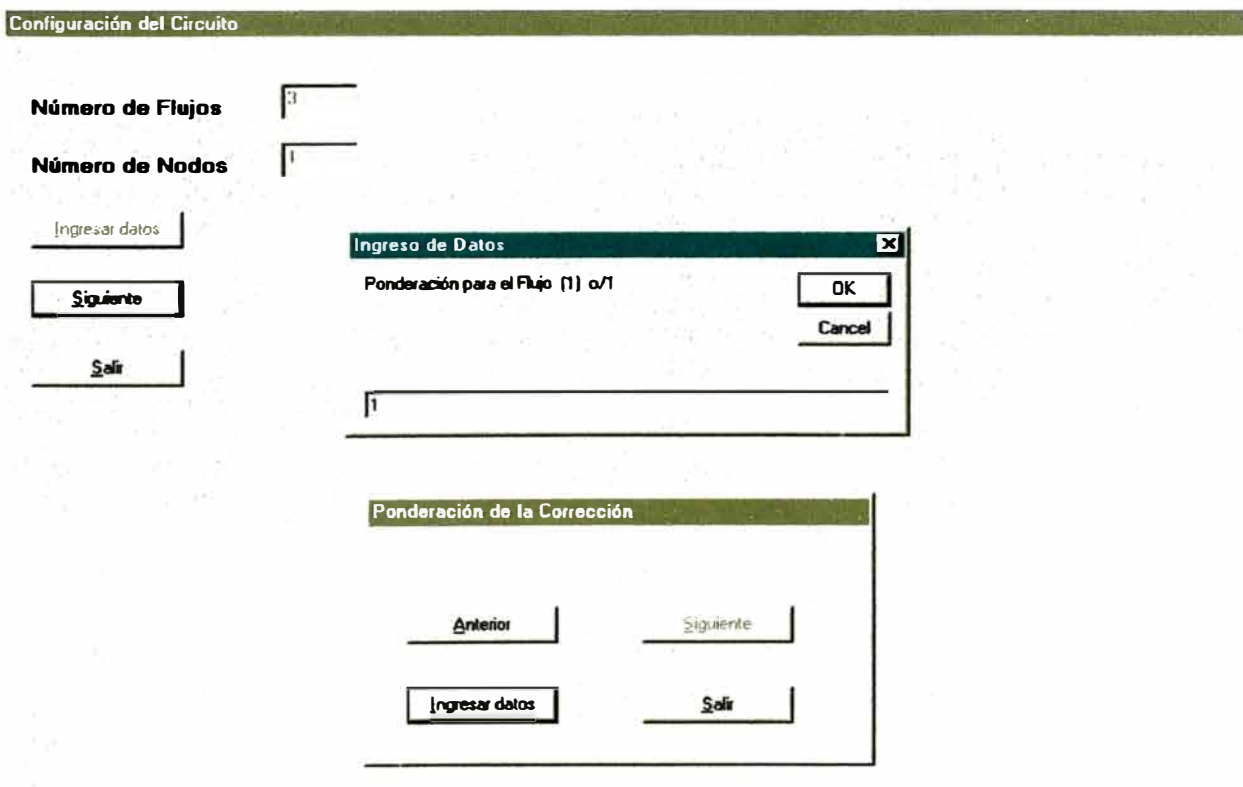 Configuración del Circuito
Número de Flujos 3
Número de Nodos 1
Ingresar datos
Siguiente
Salir
Ingreso de Datos
Ponderación para el Flujo (1) o/1
OK
Cancel
1
Ponderación de la Corrección
Anterior
Siguiente
Ingresar datos
Salir